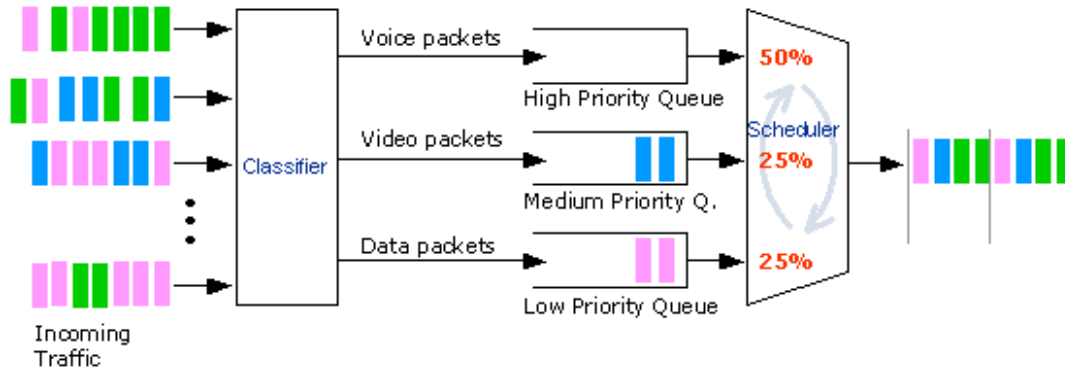 Voice packets
High Priority Queue
50%
Classifier
Video packets
Medium Priority Q.
Scheduler
25%
Data packets
Low Priority Queue
25%
Incoming
Traffic